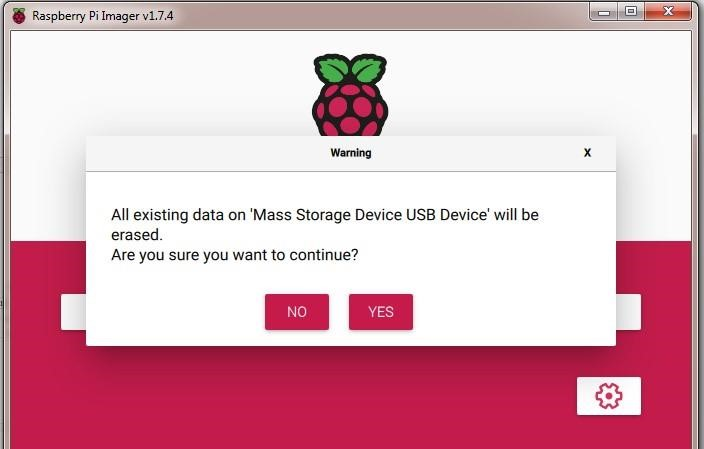 Raspberry Pi Imager v1.7.4
Warning
X
All existing data on 'Mass Storage Device USB Device' will be
erased.
Are you sure you want to continue?
NO YES